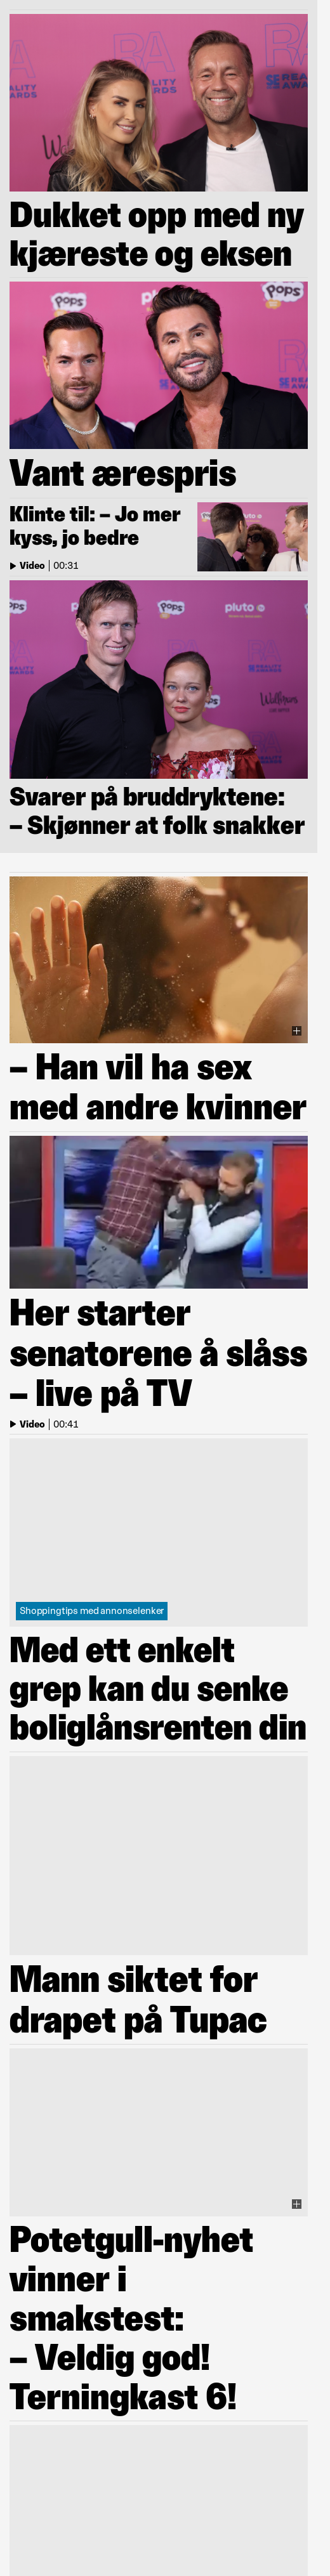 Dukket opp med ny
kjæreste og eksen
POPS
Vant ærespris
Klinte til: – Jo mer
kyss, jo bedre
Video | 00:31
POPS
pluto
Svarer på bruddryktene:
– Skjønner at folk snakker
– Han vil ha sex
med andre kvinner
Her starter
senatorene å slåss
– live på TV
Video | 00:41
Shoppingtips med annonselenker
Med ett enkelt
grep kan du senke
boliglånsrenten din
Mann siktet for
drapet på Tupac
Potetgull-nyhet
vinner i
smakstest:
– Veldig god!
Terningkast 6!